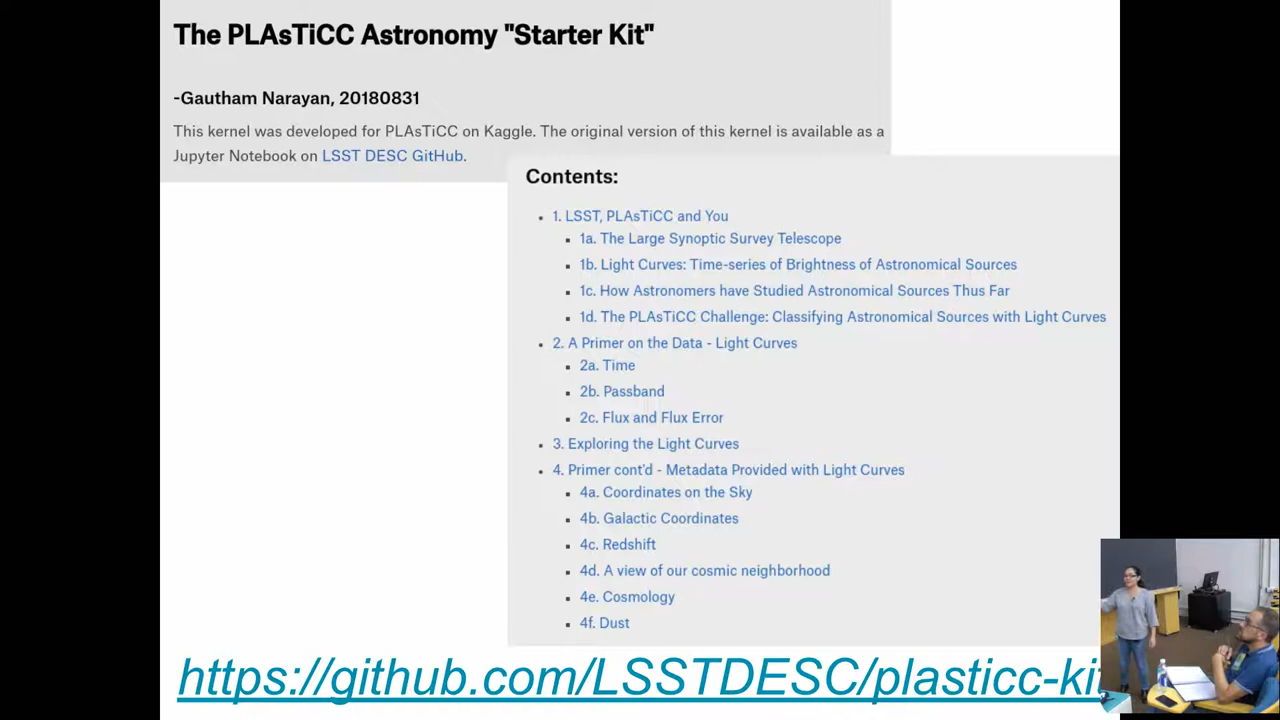 The PLAsTiCC Astronomy "Starter Kit"
-Gautham Narayan, 20180831
This kernel was developed for PLAsTiCC on Kaggle. The original version of this kernel is available as a
Jupyter Notebook on LSST DESC GitHub.
Contents:
1. LSST, PLAsTiCC and You
1a. The Large Synoptic Survey Telescope
1b. Light Curves: Time-series of Brightness of Astronomical Sources
1c. How Astronomers have Studied Astronomical Sources Thus Far
1d. The PLAsTiCC Challenge: Classifying Astronomical Sources with Light Curves
2. A Primer on the Data - Light Curves
2a. Time
2b. Passband
2c. Flux and Flux Error
3. Exploring the Light Curves
4. Primer cont'd - Metadata Provided with Light Curves
4a. Coordinates on the Sky
4b. Galactic Coordinates
4c. Redshift
4d. A view of our cosmic neighborhood
4e. Cosmology
4f. Dust
https://github.com/LSSTDESC/plasticc-kit